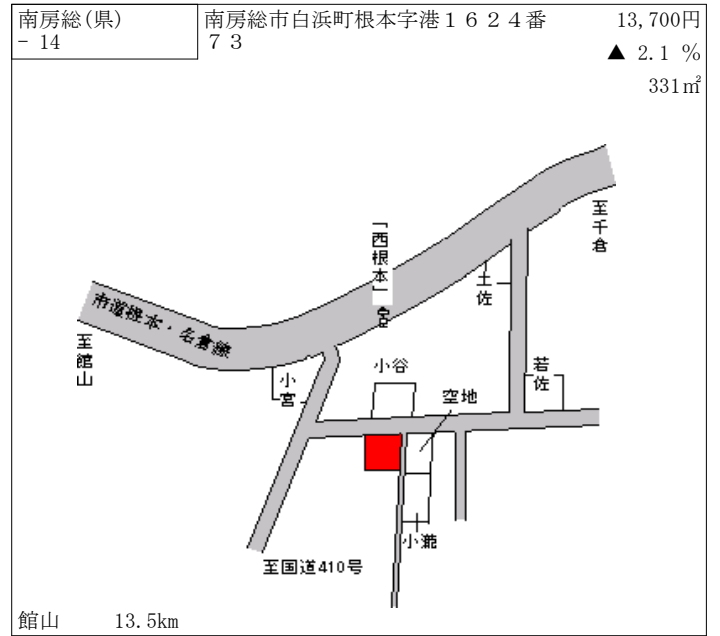 南房総(県)
- 14
南房総市白浜町根本字港１６２４番
７３
13,700円
▲ 2.1 %
331㎡
至千倉
「西根本」
土佐
市道根本・名倉線
至館山
小谷
若佐
小宮
空地
小瀧
至国道410号
館山 13.5km